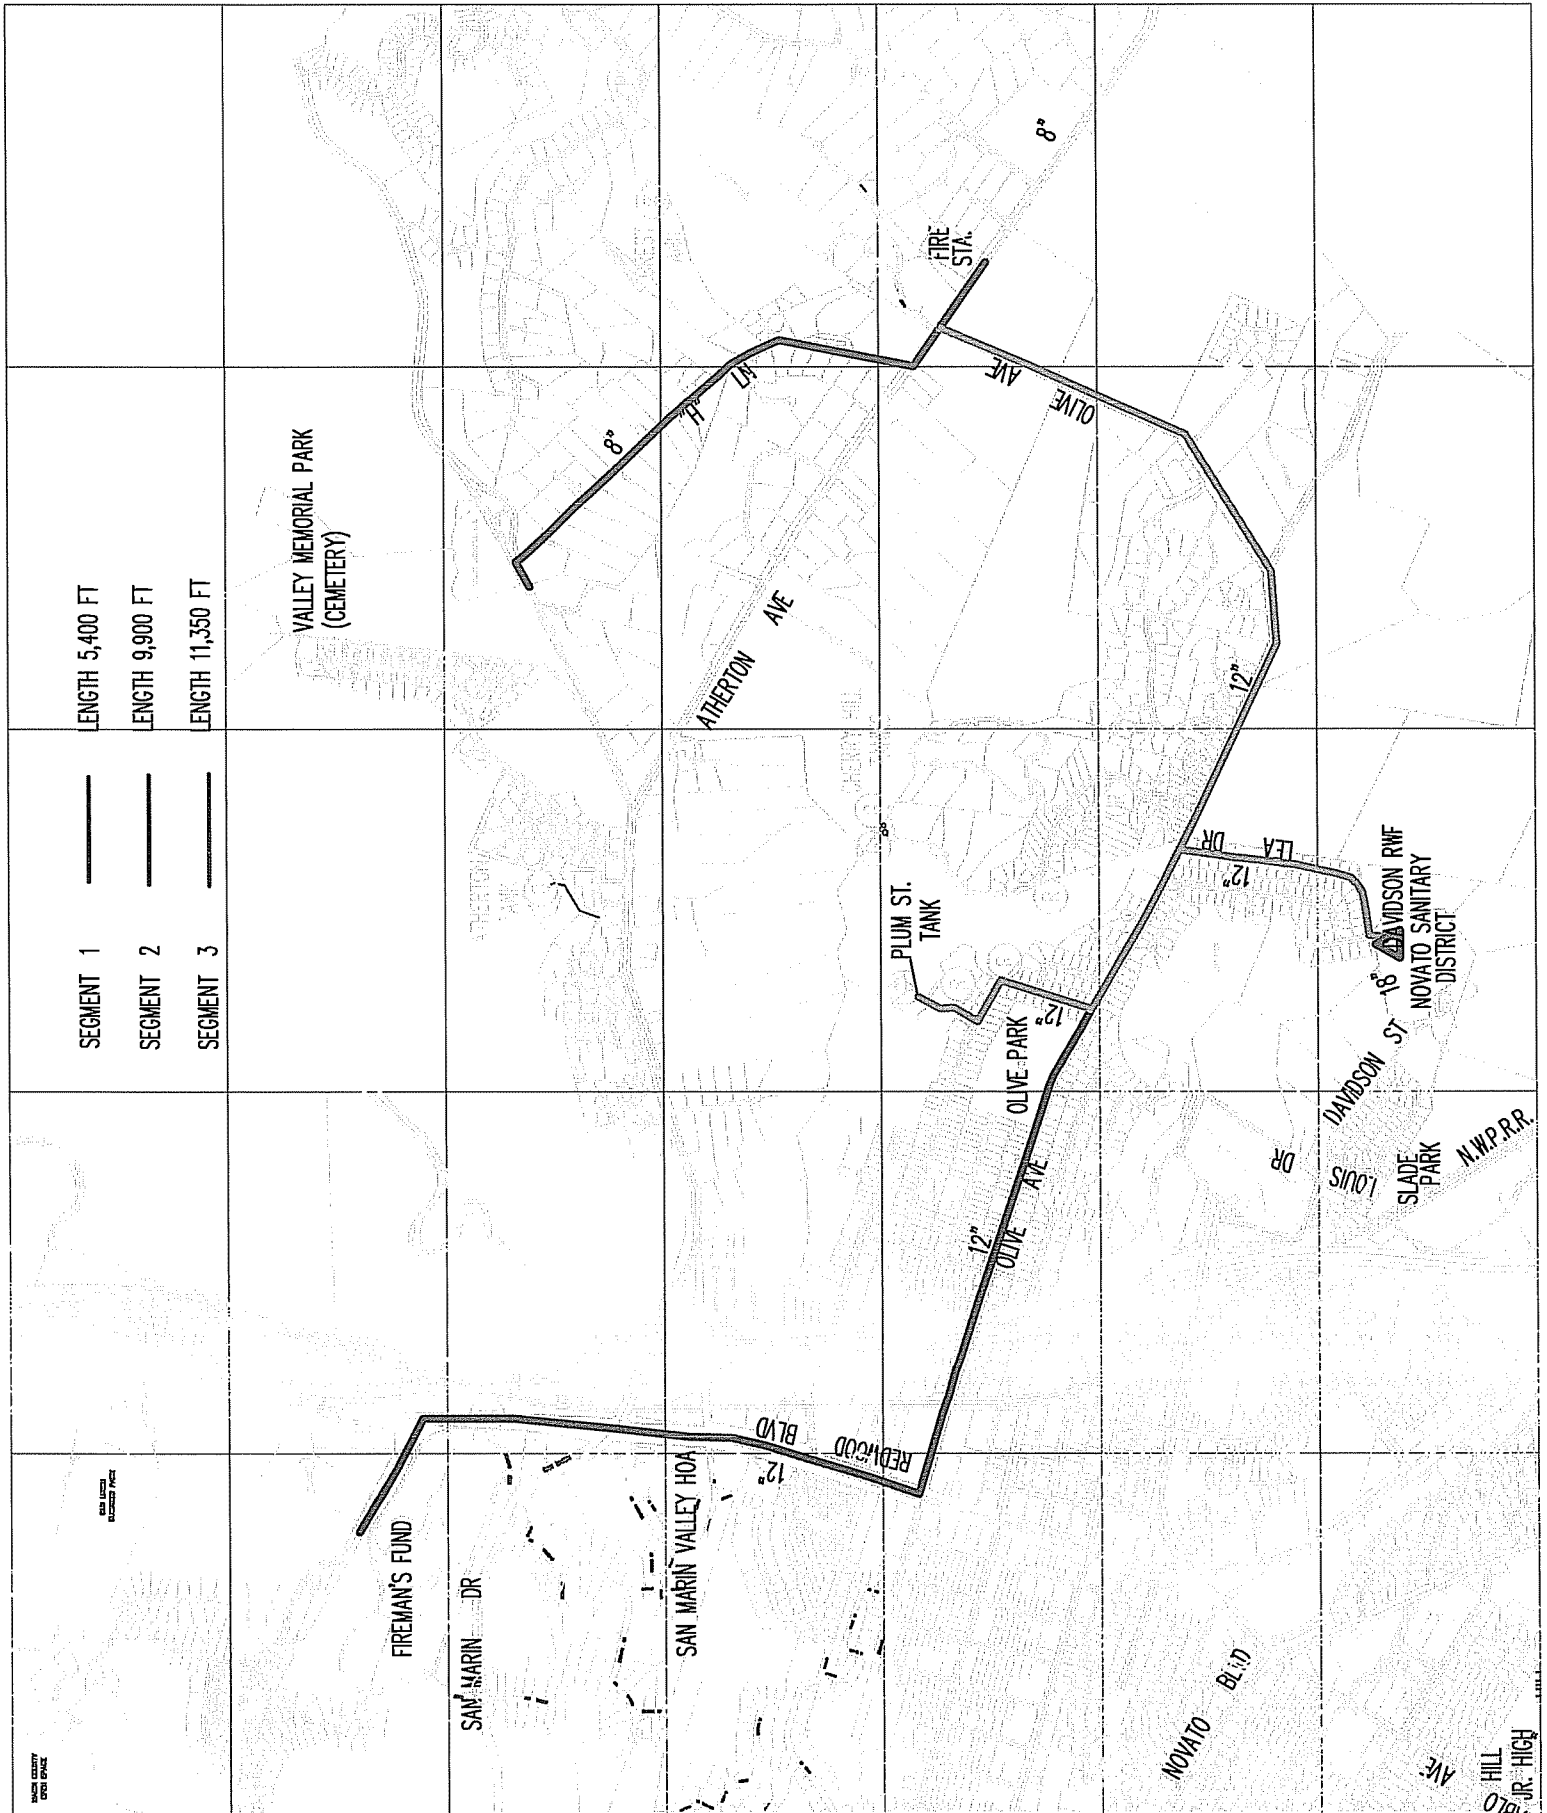 SEGMENT 1 LENGTH 5,400 FT
SEGMENT 2 LENGTH 9,900 FT
SEGMENT 3 LENGTH 11,350 FT
VALLEY MEMORIAL PARK
(CEMETERY)
8"
"H" LN
ATHERTON AVE
FIRE
STA.
8"
OLIVE AVE
12"
LEA DR
12"
PLUM ST.
TANK
OLIVE PARK
12"
DAVIDSON RWF
NOVATO SANITARY
DISTRICT
18"
DAVIDSON ST
LOUIS DR
SLADE
PARK
N.W.P.R.R.
12"
OLIVE AVE
REDWOOD BLVD
12"
FIREMAN'S FUND
SAN MARIN DR
SAN MARIN VALLEY HOA
NOVATO BLVD
AVE
HILL
JR. HIGH